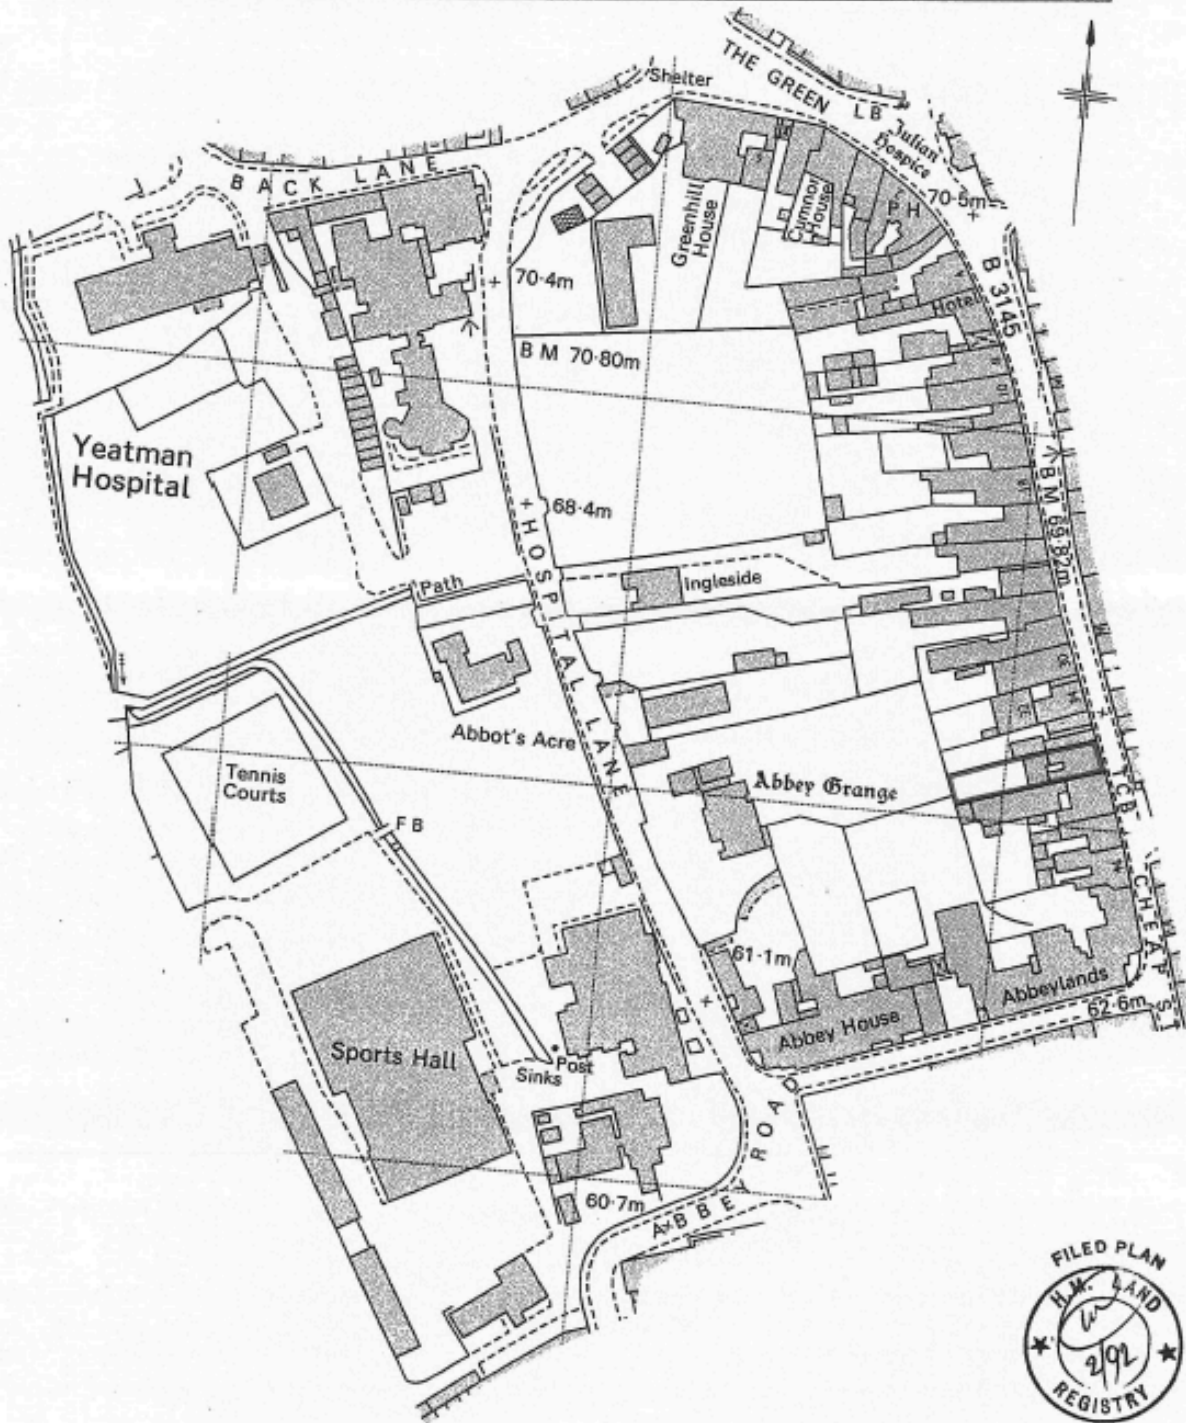 THE GREEN
Shelter
LB
Julian
Hospice
BACK LANE
70·5m
PH
Cumnor
House
Greenhill
House
70·4m
B 3145
Hotel
BM 70·80m
Yeatman
Hospital
68·4m
BM 69·82m
HOSPITAL LANE
Path
Ingleside
Abbot's Acre
Tennis
Courts
Abbey Grange
TCB
FB
CHEAP S
61·1m
Abbeylands
62·6m
Abbey House
Sports Hall
Post
Sinks
ABBEY ROAD
60·7m
FILED PLAN
H.M. LAND
2/92
REGISTRY